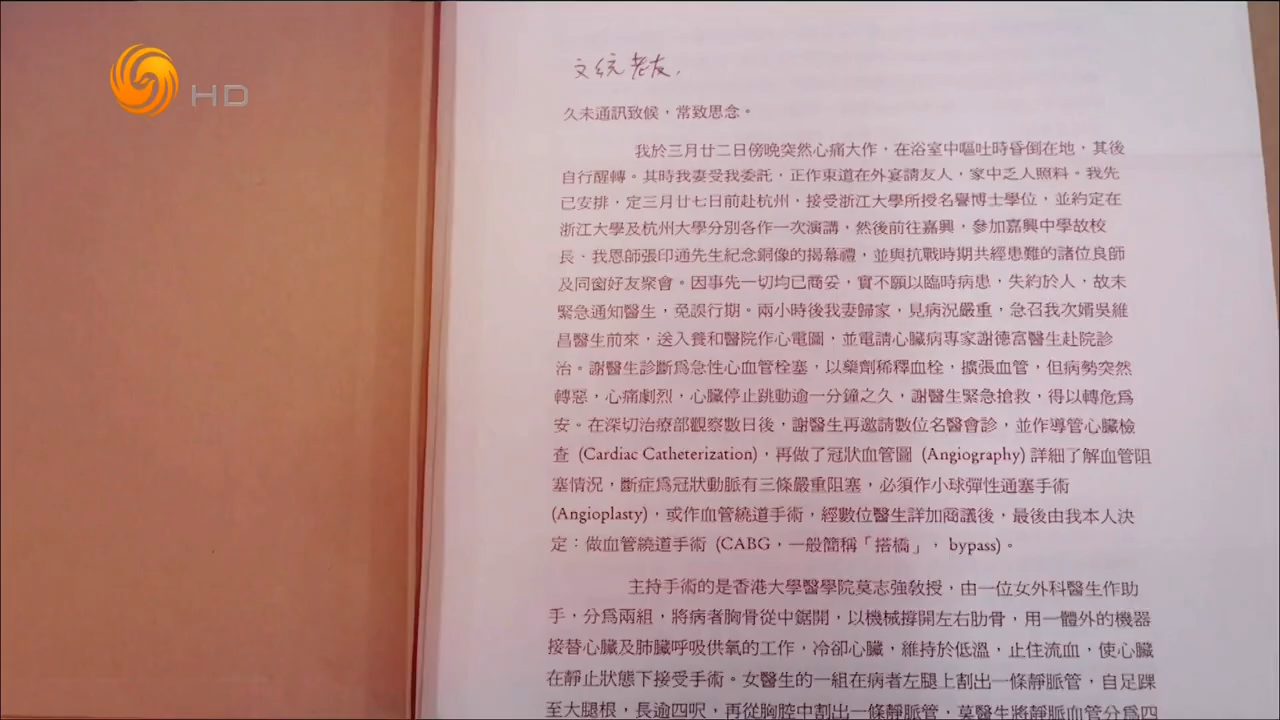 HD
文統老友，
久未通訊致候，常致思念。
我於三月廿二日傍晚突然心痛大作，在浴室中嘔吐時昏倒在地，其後
自行醒轉。其時我妻受我委託，正作東道在外宴請友人，家中乏人照料。我先
已安排，定三月廿七日前赴杭州，接受浙江大學所授名譽博士學位，並約定在
浙江大學及杭州大學分別各作一次演講，然後前往嘉興，參加嘉興中學故校
長、我恩師張印通先生紀念銅像的揭幕禮，並與抗戰時期共經患難的諸位良師
及同窗好友聚會。因事先一切均已商妥，實不願以臨時病患，失約於人，故未
緊急通知醫生，免誤行期。兩小時後我妻歸家，見病況嚴重，急召我次婿吳維
昌醫生前來，送入養和醫院作心電圖，並電請心臟病專家謝德富醫生赴院診
治。謝醫生診斷爲急性心血管栓塞，以藥劑稀釋血栓，擴張血管，但病勢突然
轉惡，心痛劇烈，心臟停止跳動逾一分鐘之久，謝醫生緊急搶救，得以轉危爲
安。在深切治療部觀察數日後，謝醫生再邀請數位名醫會診，並作導管心臟檢
查 (Cardiac Catheterization)，再做了冠狀血管圖 (Angiography) 詳細了解血管阻
塞情況，斷症爲冠狀動脈有三條嚴重阻塞，必須作小球彈性通塞手術
(Angioplasty)，或作血管繞道手術，經數位醫生詳加商議後，最後由我本人決
定：做血管繞道手術 (CABG，一般簡稱「搭橋」，bypass)。
主持手術的是香港大學醫學院莫志強教授，由一位女外科醫生作助
手，分爲兩組，將病者胸骨從中鋸開，以機械撐開左右肋骨，用一體外的機器
接替心臟及肺臟呼吸供氧的工作，冷卻心臟，維持於低溫，止住流血，使心臟
在靜止狀態下接受手術。女醫生的一組在病者左腿上割出一條靜脈管，自足踝
至大腿根，長逾四呎，再從胸腔中割出一條靜脈管，莫醫生將靜脈血管分爲四